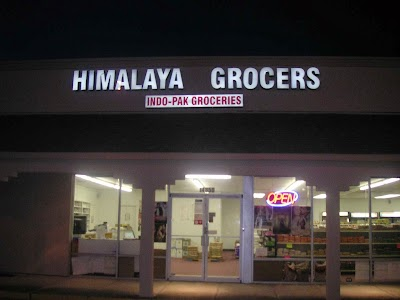 HIMALAYA GROCERS
INDO-PAK GROCERIES
OPEN